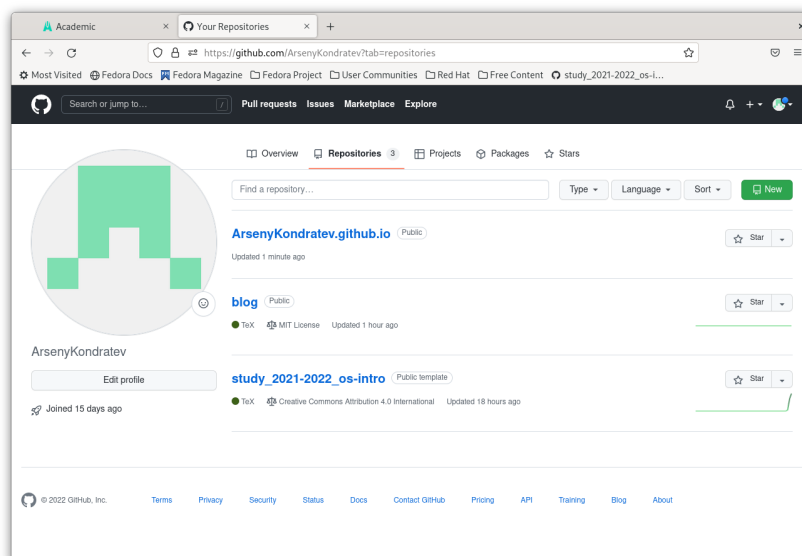 Academic × Your Repositories × +
https://github.com/ArsenyKondratev?tab=repositories
Most Visited Fedora Docs Fedora Magazine Fedora Project User Communities Red Hat Free Content study_2021-2022_os-i...
Search or jump to... / Pull requests Issues Marketplace Explore
Overview Repositories 3 Projects Packages Stars
Find a repository... Type Language Sort New
ArsenyKondratev.github.io Public Star
Updated 1 minute ago
blog Public Star
TeX MIT License Updated 1 hour ago
ArsenyKondratev
Edit profile
study_2021-2022_os-intro Public template Star
TeX Creative Commons Attribution 4.0 International Updated 18 hours ago
Joined 15 days ago
© 2022 GitHub, Inc. Terms Privacy Security Status Docs Contact GitHub Pricing API Training Blog About